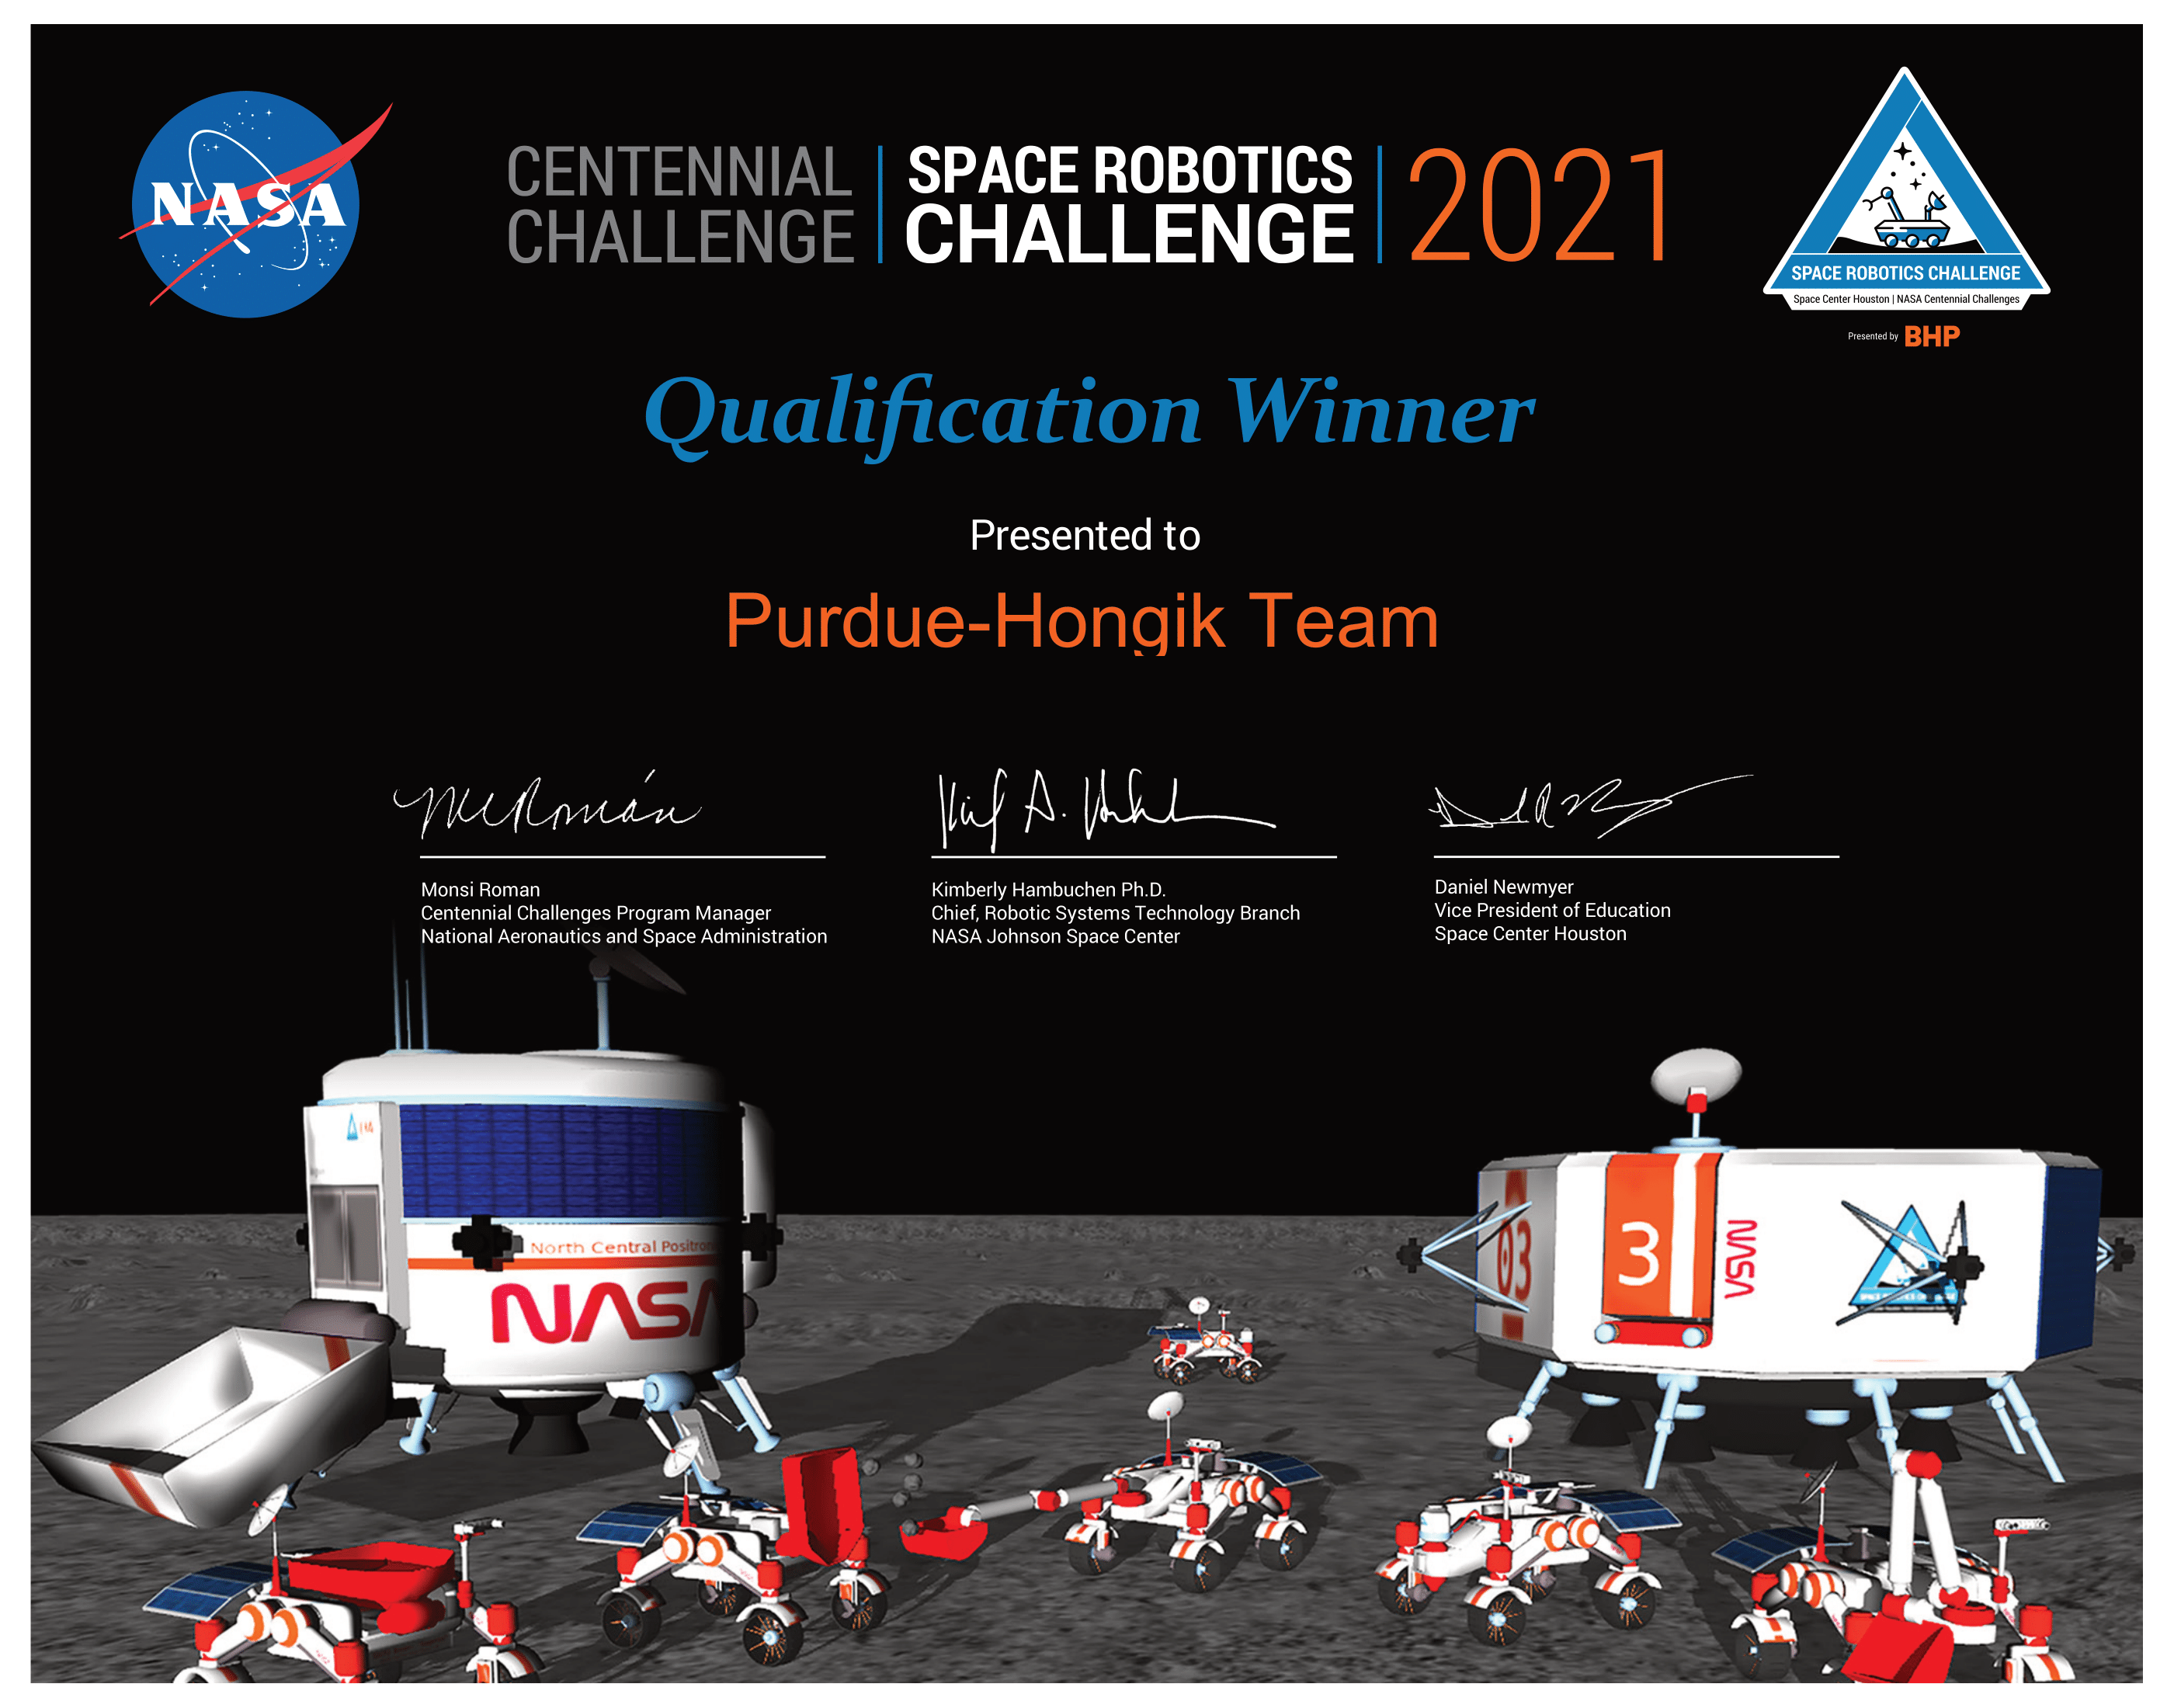 NASA
CENTENNIAL
CHALLENGE
SPACE ROBOTICS
CHALLENGE
2021
SPACE ROBOTICS CHALLENGE
Space Center Houston | NASA Centennial Challenges
Presented by BHP
Qualification Winner
Presented to
Purdue-Hongik Team
Monsi Roman
Centennial Challenges Program Manager
National Aeronautics and Space Administration
Kimberly Hambuchen Ph.D.
Chief, Robotic Systems Technology Branch
NASA Johnson Space Center
Daniel Newmyer
Vice President of Education
Space Center Houston
North Central Positron
NASA
03
3
NASA